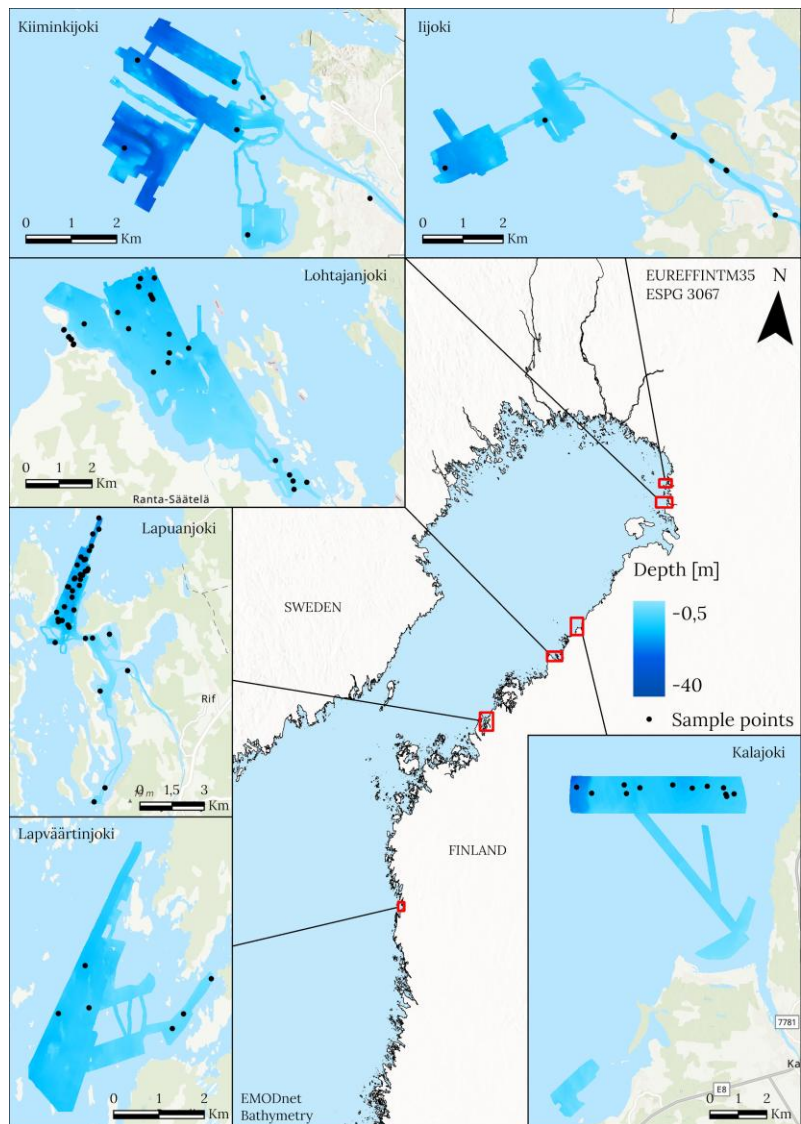 Kiiminkijoki
0 1 2
Km
Iijoki
0 1 2
Km
Lohtajanjoki
0 1 2
Km
Ranta-Säätelä
EUREFFINTM35
ESPG 3067
N
Lapuanjoki
Rif
0 1,5 3
Km
SWEDEN
Depth [m]
-0,5
-40
Sample points
FINLAND
Kalajoki
7781
Ka
E8
0 1 2
Km
Lapväärtinjoki
0 1 2
Km
EMODnet
Bathymetry